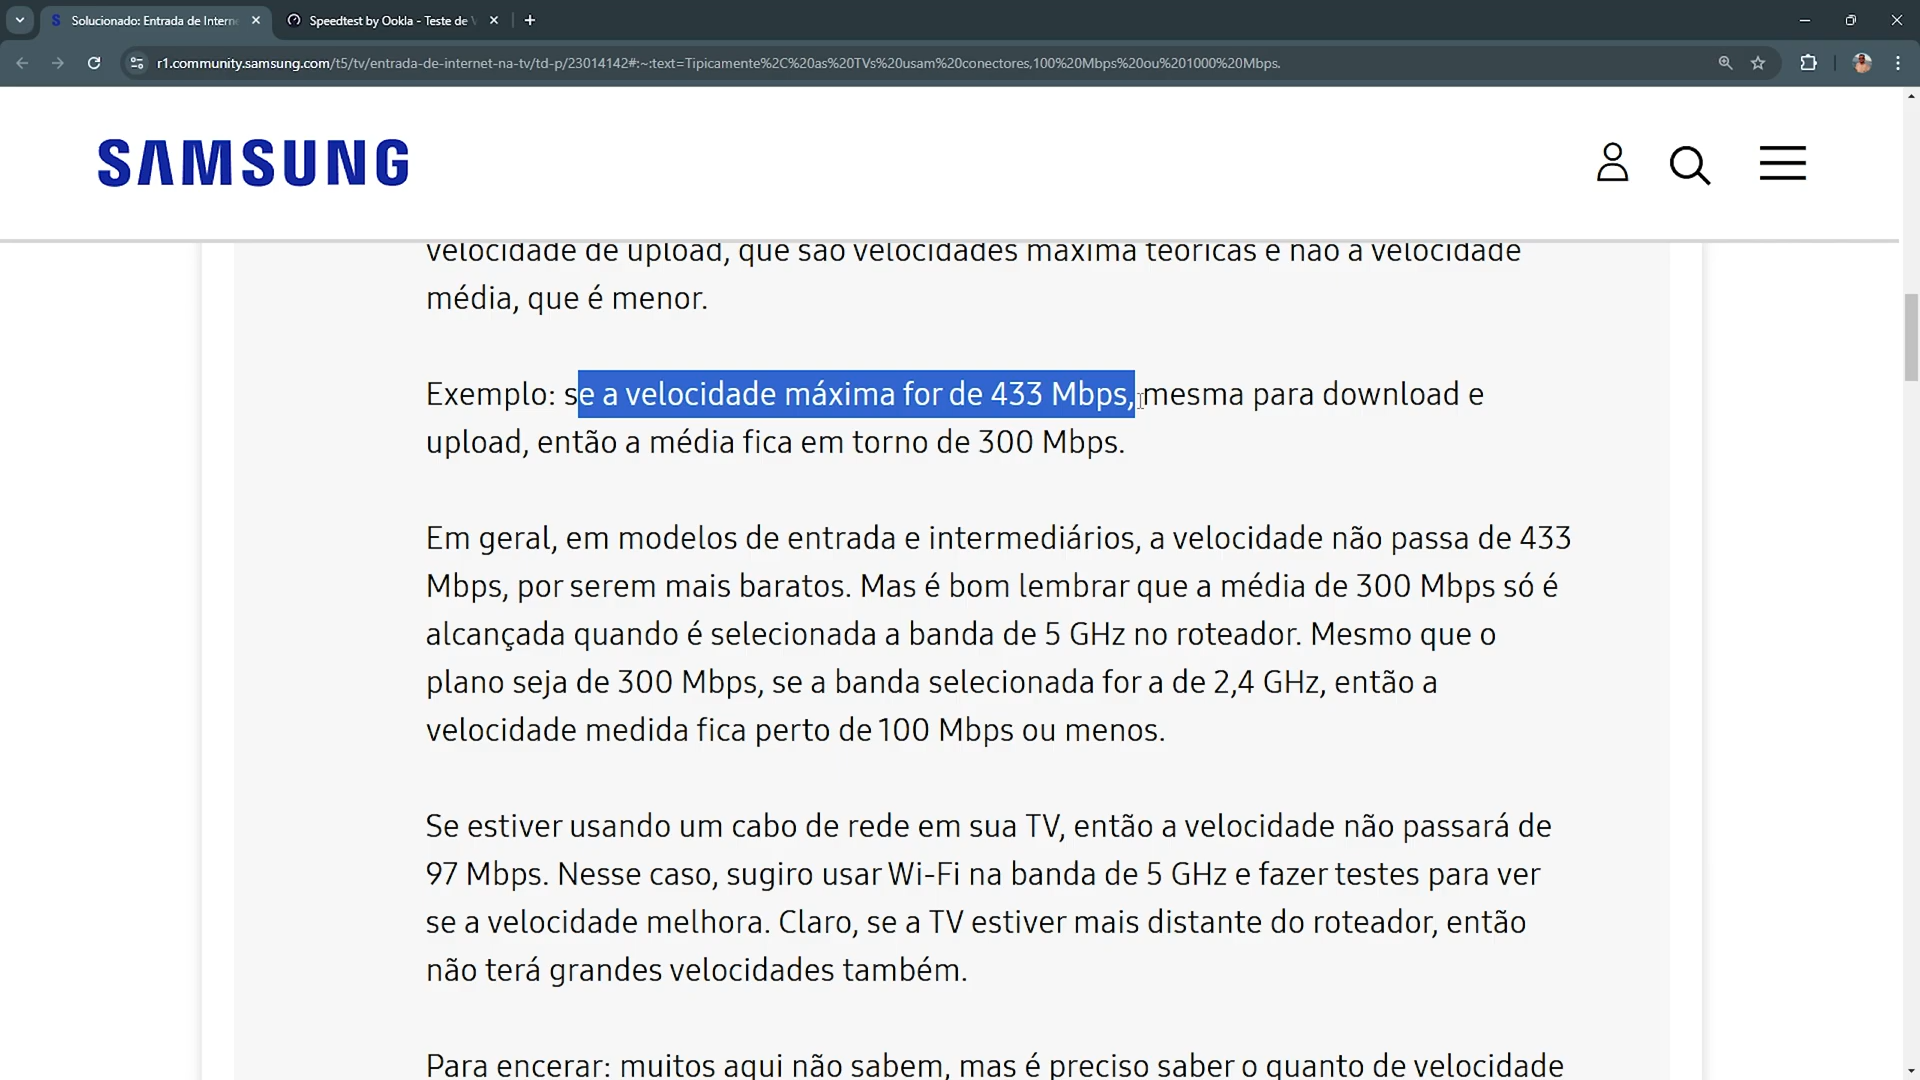 Solucionado: Entrada de Intern
Speedtest by Ookla - Teste de V
r1.community.samsung.com/t5/tv/entrada-de-internet-na-tv/td-p/23014142#:~:text=Tipicamente%2C%20as%20TVs%20usam%20conectores,100%20Mbps%20ou%201000%20Mbps.
SAMSUNG
velocidade de upload, que são velocidades máxima teóricas e não a velocidade
média, que é menor.
Exemplo: se a velocidade máxima for de 433 Mbps, mesma para download e
upload, então a média fica em torno de 300 Mbps.
Em geral, em modelos de entrada e intermediários, a velocidade não passa de 433
Mbps, por serem mais baratos. Mas é bom lembrar que a média de 300 Mbps só é
alcançada quando é selecionada a banda de 5 GHz no roteador. Mesmo que o
plano seja de 300 Mbps, se a banda selecionada for a de 2,4 GHz, então a
velocidade medida fica perto de 100 Mbps ou menos.
Se estiver usando um cabo de rede em sua TV, então a velocidade não passará de
97 Mbps. Nesse caso, sugiro usar Wi-Fi na banda de 5 GHz e fazer testes para ver
se a velocidade melhora. Claro, se a TV estiver mais distante do roteador, então
não terá grandes velocidades também.
Para encerar: muitos aqui não sabem, mas é preciso saber o quanto de velocidade